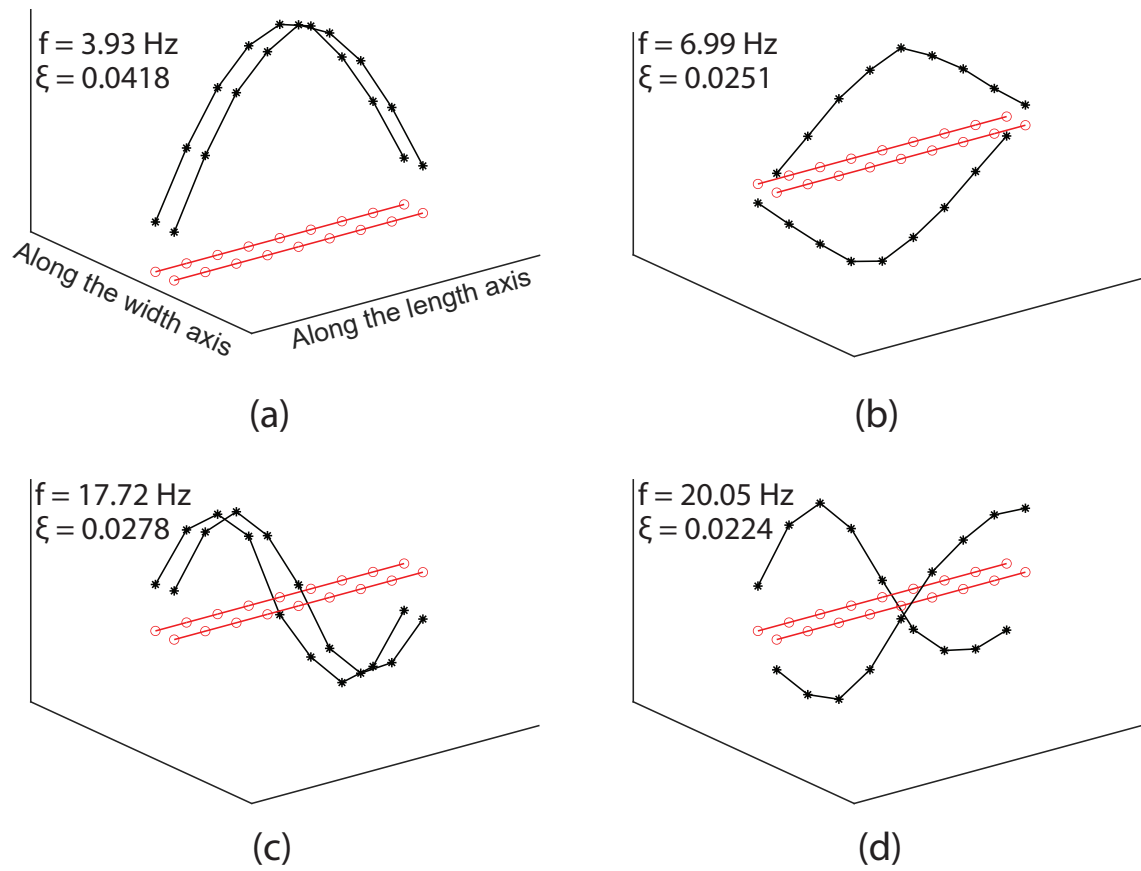 f = 3.93 Hz
ξ = 0.0418
Along the width axis
Along the length axis
(a)
f = 6.99 Hz
ξ = 0.0251
(b)
f = 17.72 Hz
ξ = 0.0278
(c)
f = 20.05 Hz
ξ = 0.0224
(d)